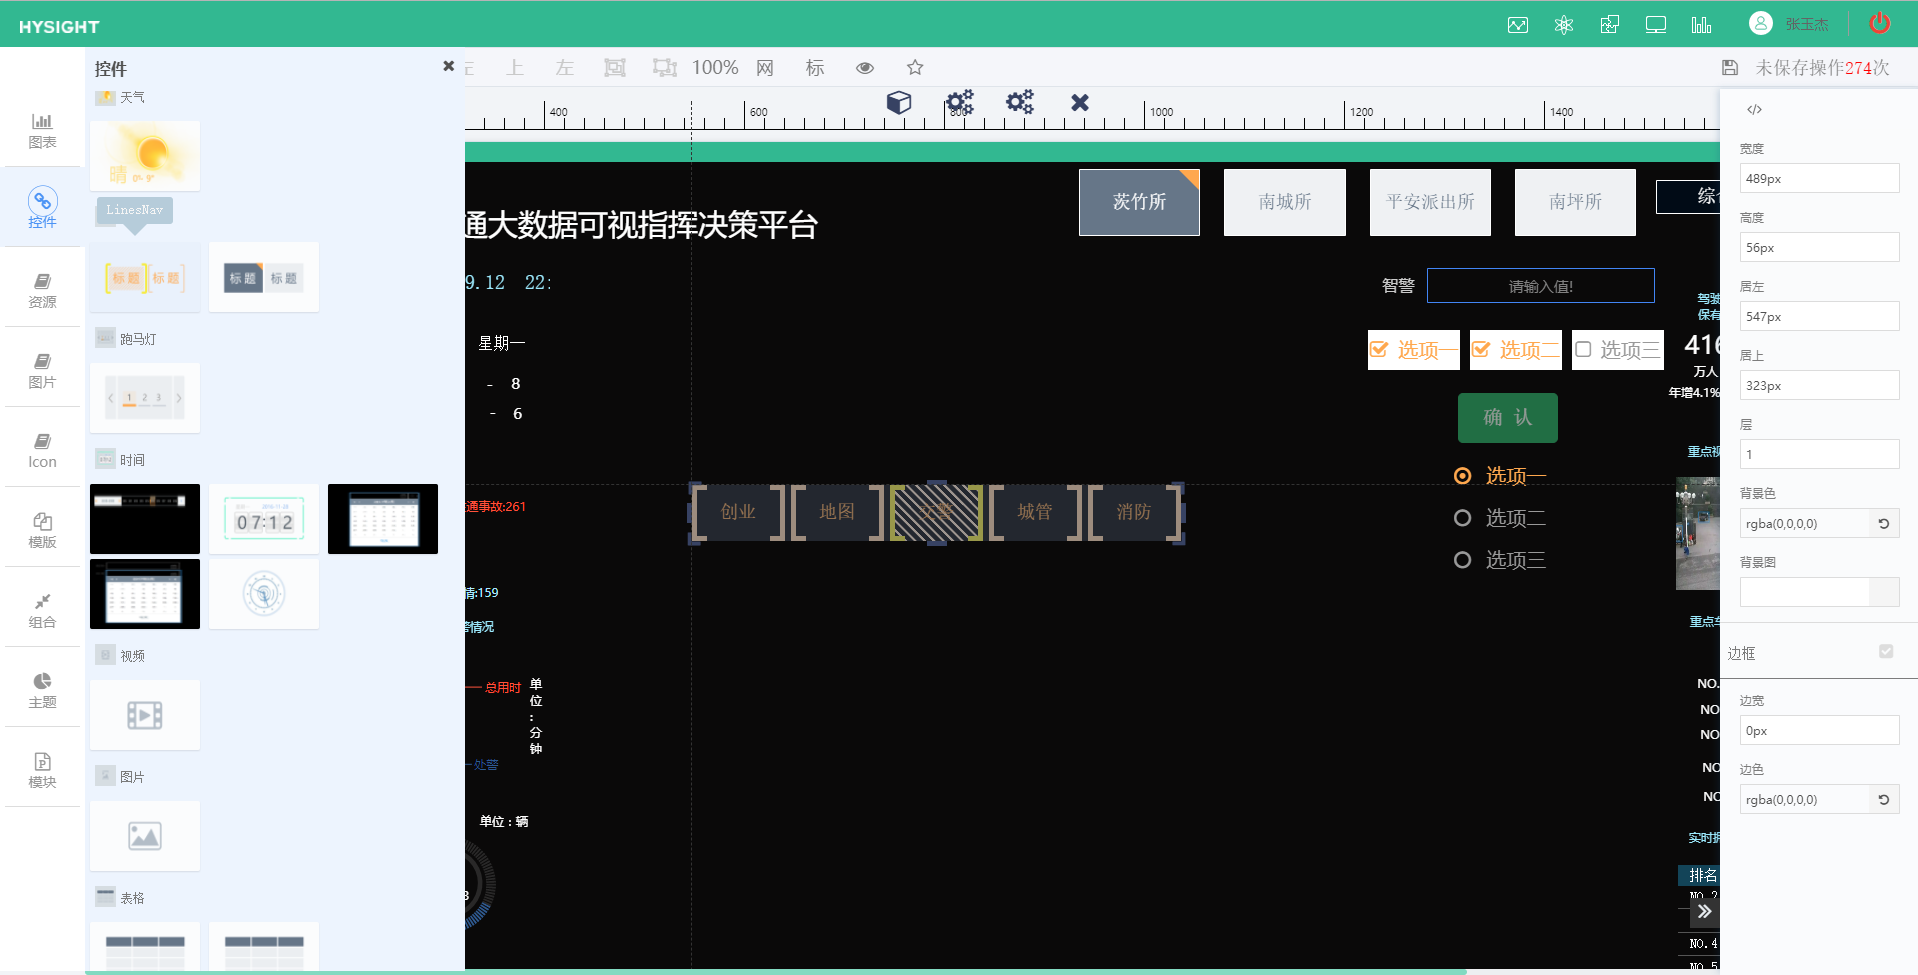 HYSIGHT
张玉杰
控件
上
左
100%
网
标
未保存操作274次
天气
晴 0% 9°
LinesNav
标题
标题
标题
标题
跑马灯
1 2 3
时间
07:12
视频
图片
表格
图表
控件
资源
图片
Icon
模版
组合
主题
模块
400
600
800
1000
1200
1400
通大数据可视指挥决策平台
茨竹所
南城所
平安派出所
南坪所
综
9.12 22:
智警
请输入值!
星期一
- 8
- 6
选项一
选项二
选项三
驾驶
保有
416
万人
年增4.1%
确 认
重点视
选项一
选项二
选项三
创业
地图
交警
城管
消防
通事故:261
情:159
警情况
重点车
总用时
单位:分钟
处警
单位：辆
3
NO.
NO
NO
NO
NO
实时拥
排名
NO.2
NO.4
NO.5
宽度
489px
高度
56px
居左
547px
居上
323px
层
1
背景色
rgba(0,0,0,0)
背景图
边框
边宽
0px
边色
rgba(0,0,0,0)